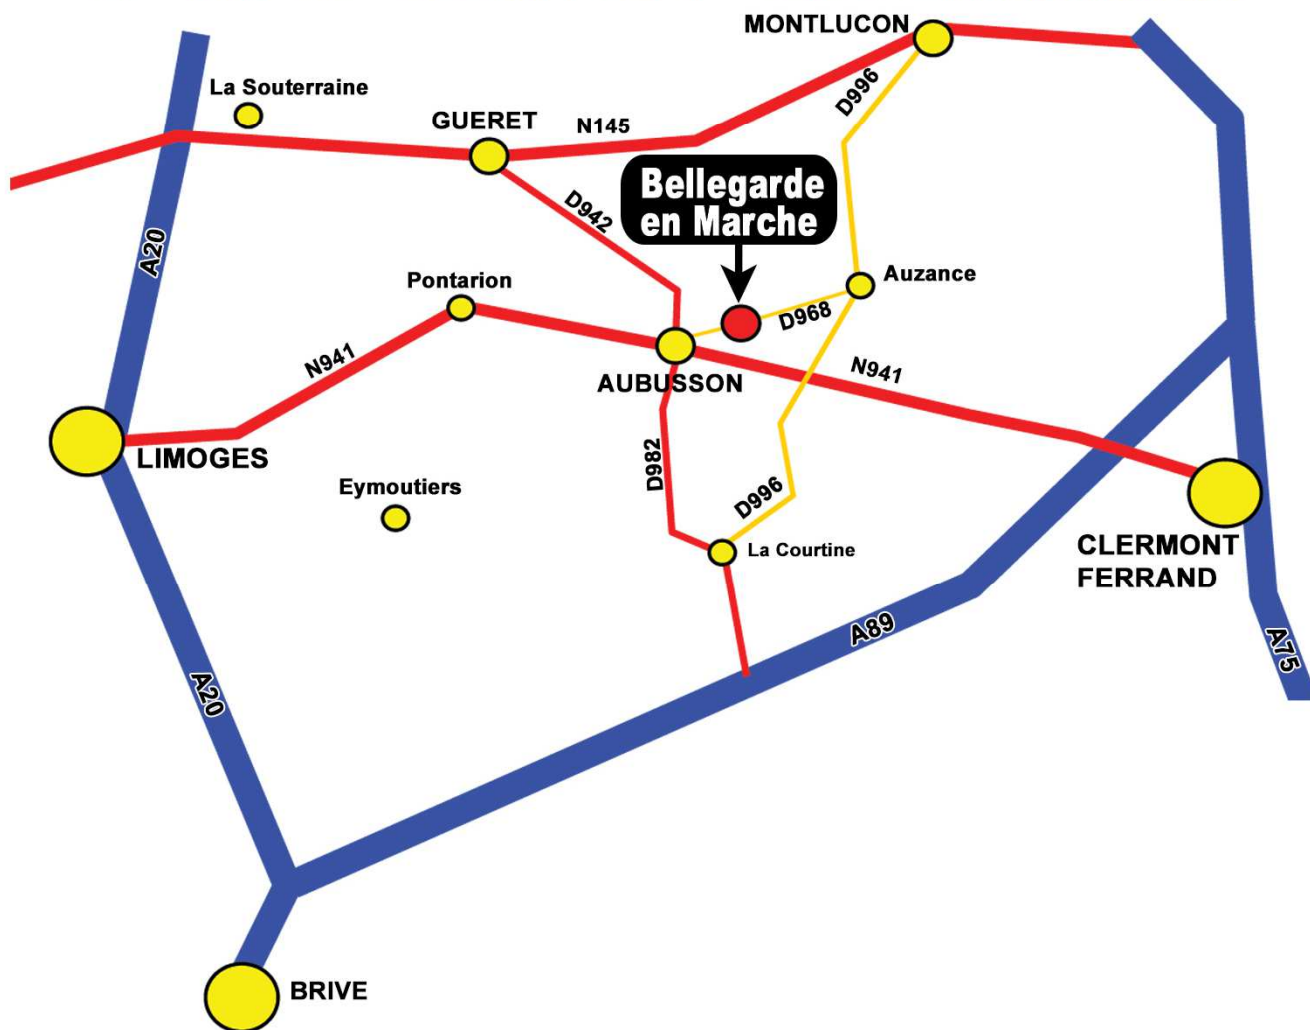 MONTLUCON
La Souterraine
D996
GUERET
N145
Bellegarde
en Marche
D942
A20
Pontarion
Auzance
D968
N941
AUBUSSON
N941
LIMOGES
D982
Eymoutiers
D996
La Courtine
CLERMONT
FERRAND
A89
A75
A20
BRIVE